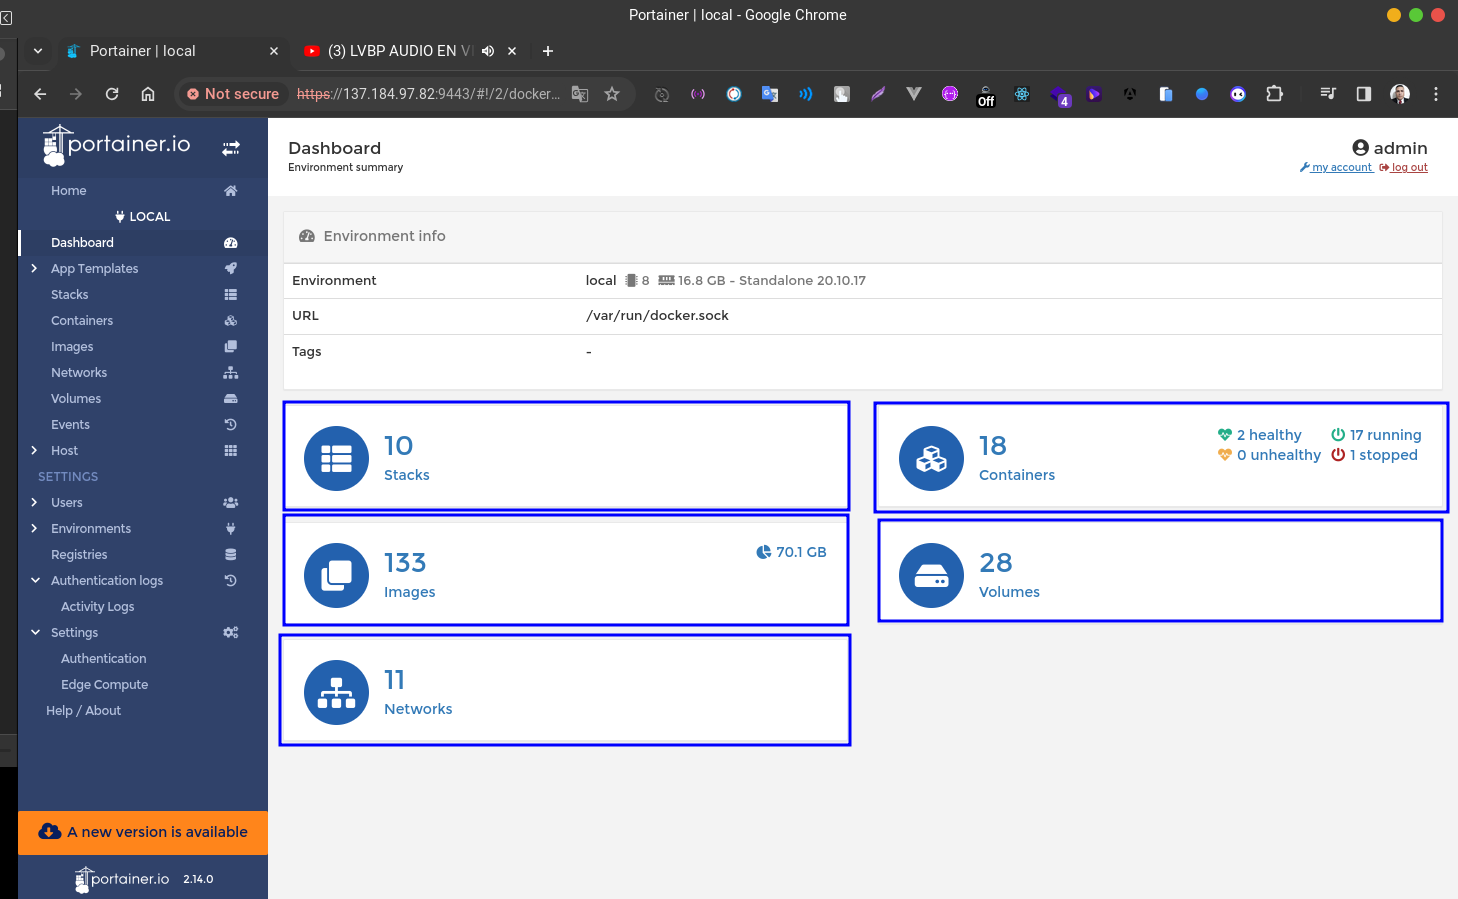 Portainer | local - Google Chrome
Portainer | local
(3) LVBP AUDIO EN VI
Not secure
https://137.184.97.82:9443/#!/2/docker...
Off
4
portainer.io
Home
LOCAL
Dashboard
App Templates
Stacks
Containers
Images
Networks
Volumes
Events
Host
SETTINGS
Users
Environments
Registries
Authentication logs
Activity Logs
Settings
Authentication
Edge Compute
Help / About
A new version is available
portainer.io 2.14.0
Dashboard
Environment summary
admin
my account log out
Environment info
Environment local 8 16.8 GB - Standalone 20.10.17
URL /var/run/docker.sock
Tags -
10
Stacks
18
Containers
2 healthy 17 running
0 unhealthy 1 stopped
133
Images
70.1 GB
28
Volumes
11
Networks